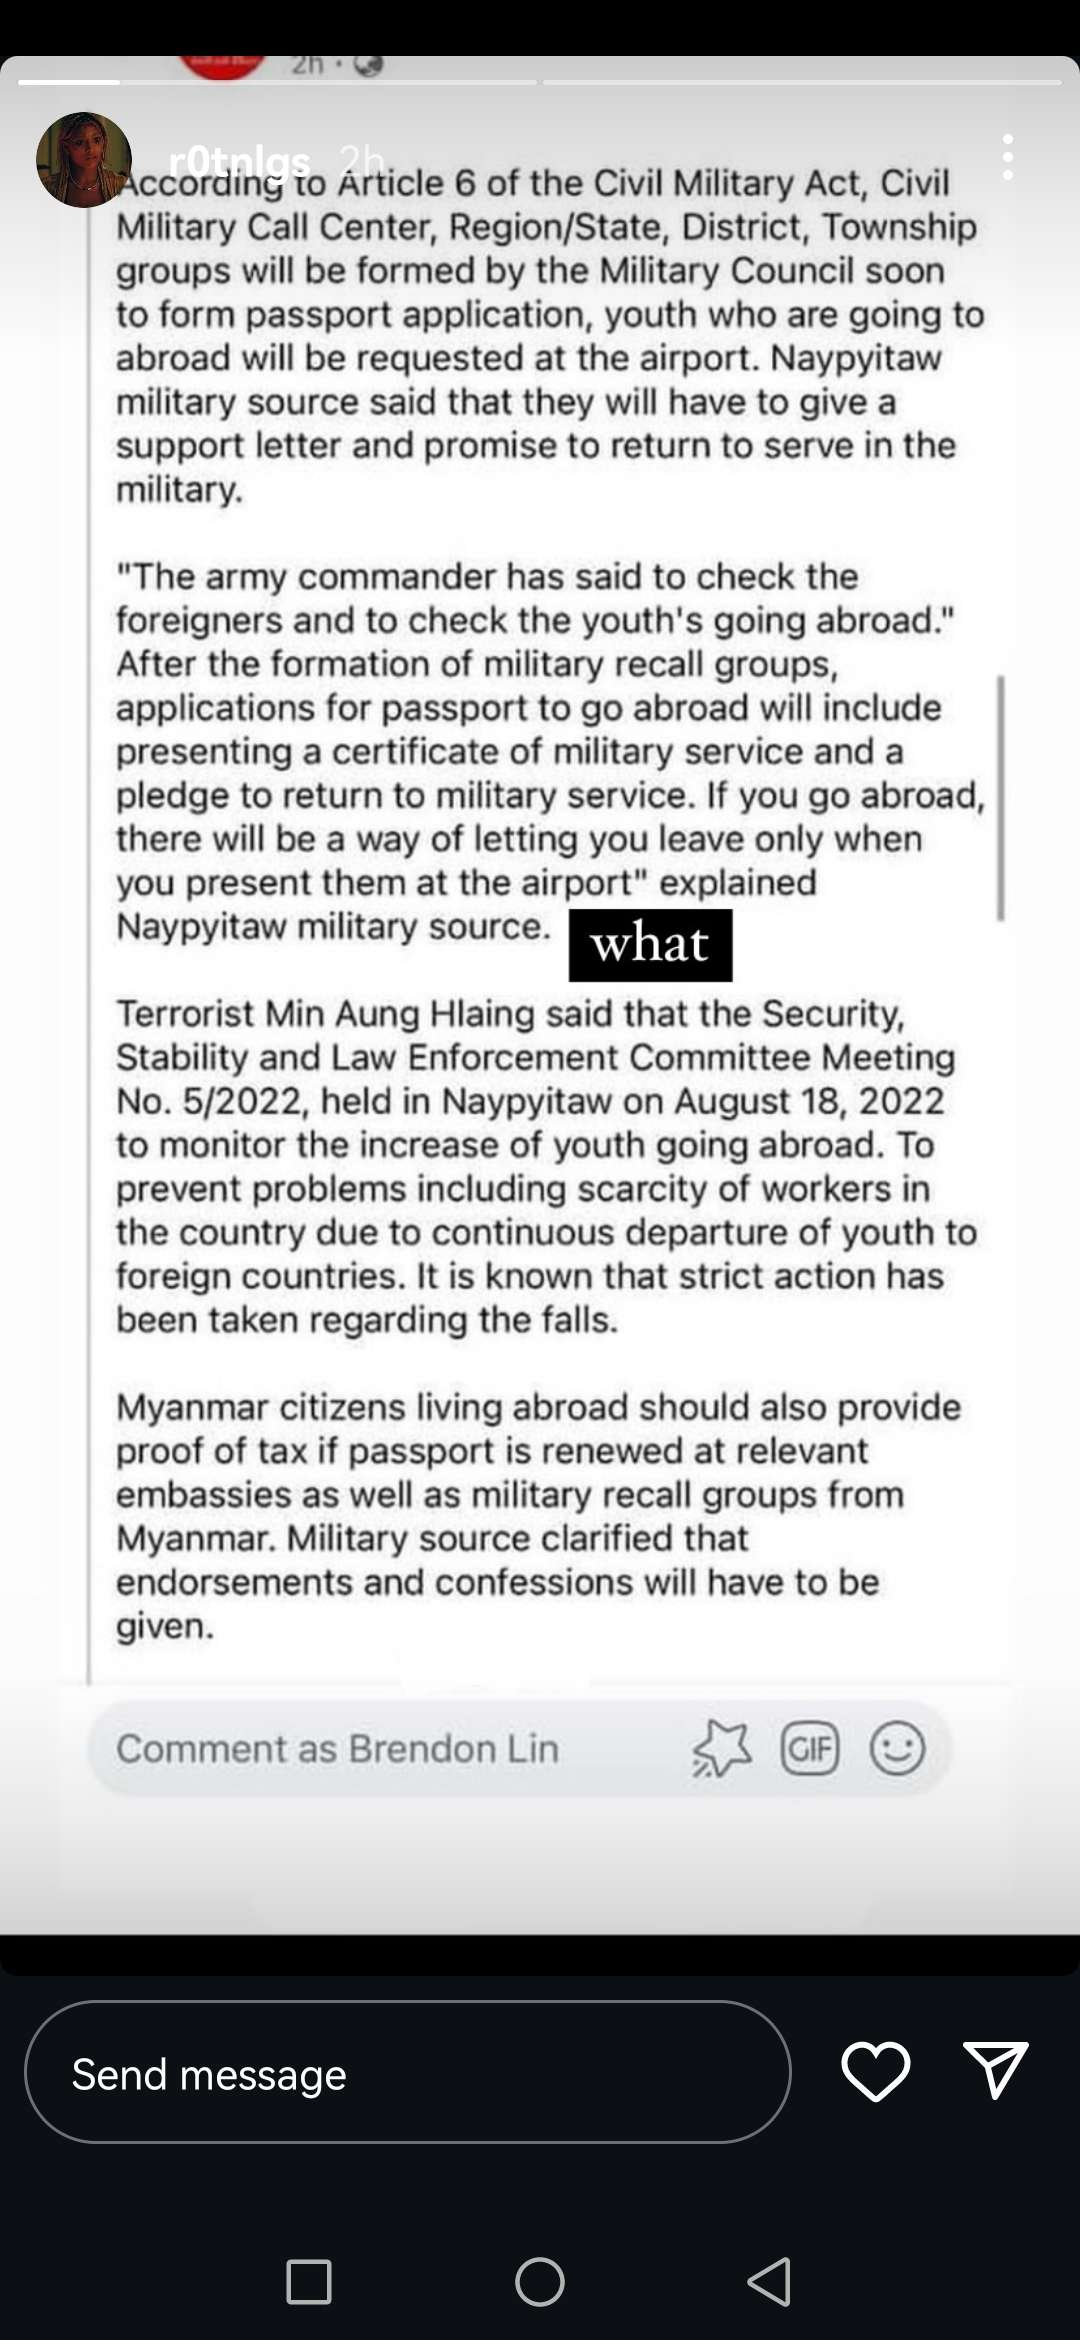 2h
r0tnlgs 2h
According to Article 6 of the Civil Military Act, Civil
Military Call Center, Region/State, District, Township
groups will be formed by the Military Council soon
to form passport application, youth who are going to
abroad will be requested at the airport. Naypyitaw
military source said that they will have to give a
support letter and promise to return to serve in the
military.
"The army commander has said to check the
foreigners and to check the youth's going abroad."
After the formation of military recall groups,
applications for passport to go abroad will include
presenting a certificate of military service and a
pledge to return to military service. If you go abroad,
there will be a way of letting you leave only when
you present them at the airport" explained
Naypyitaw military source.
what
Terrorist Min Aung Hlaing said that the Security,
Stability and Law Enforcement Committee Meeting
No. 5/2022, held in Naypyitaw on August 18, 2022
to monitor the increase of youth going abroad. To
prevent problems including scarcity of workers in
the country due to continuous departure of youth to
foreign countries. It is known that strict action has
been taken regarding the falls.
Myanmar citizens living abroad should also provide
proof of tax if passport is renewed at relevant
embassies as well as military recall groups from
Myanmar. Military source clarified that
endorsements and confessions will have to be
given.
Comment as Brendon Lin
GIF
Send message